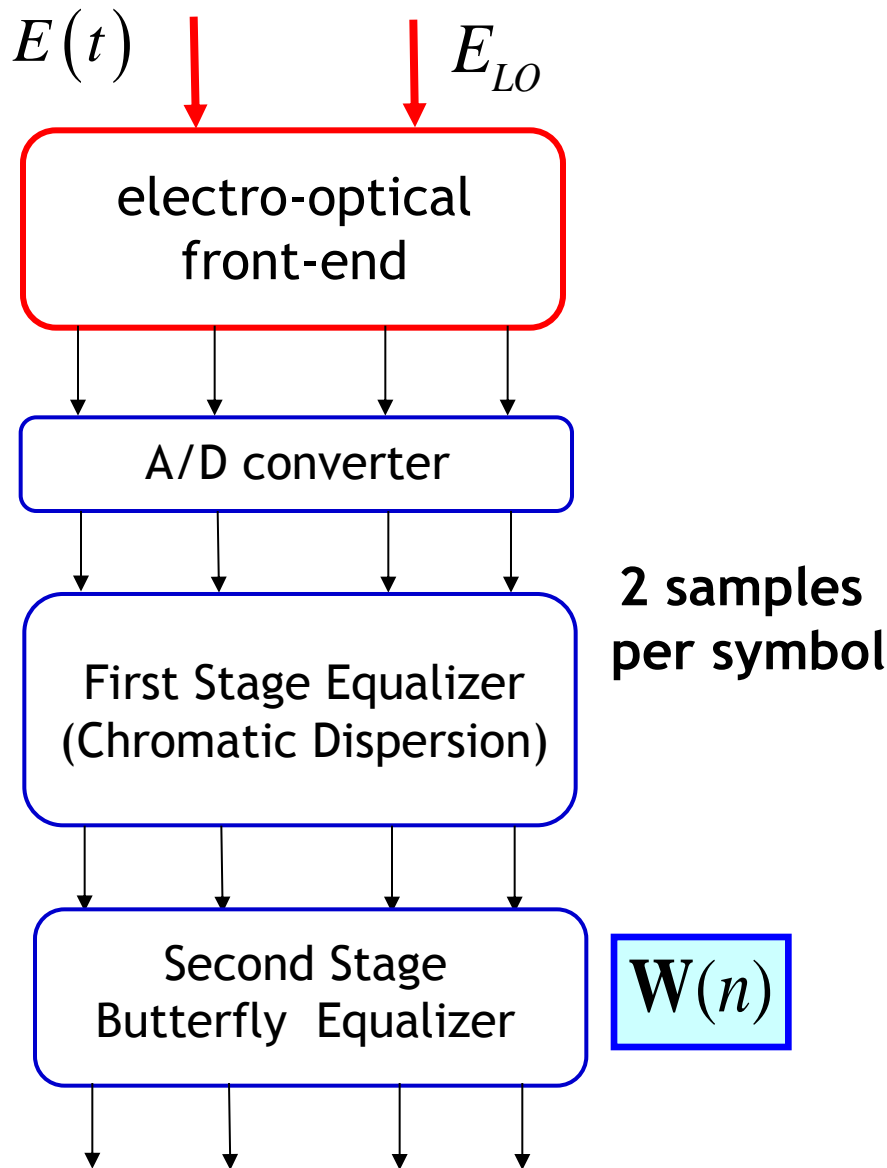 E(t)
E_LO
electro-optical
front-end
A/D converter
2 samples
per symbol
First Stage Equalizer
(Chromatic Dispersion)
Second Stage
Butterfly Equalizer
W(n)